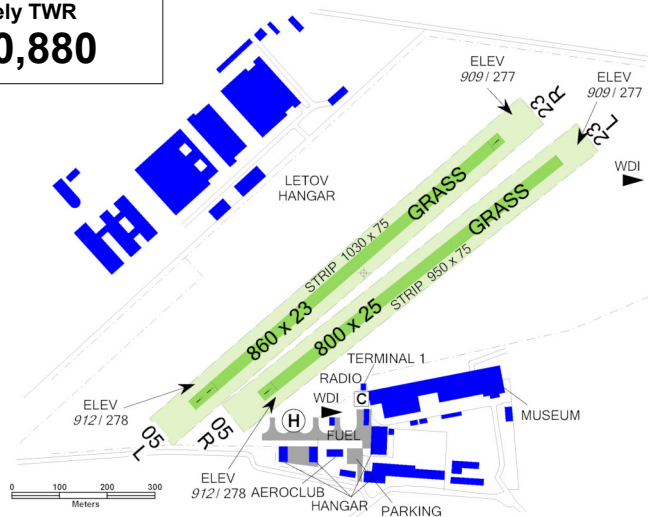 ely TWR
0,880
ELEV
909 / 277
ELEV
909 / 277
23 R
23 L
WDI
LETOV
HANGAR
GRASS
GRASS
STRIP 1030 x 75
STRIP 950 x 75
860 x 23
800 x 25
TERMINAL 1
RADIO
WDI
C
H
FUEL
MUSEUM
ELEV
912 / 278
05 L
05 R
ELEV
912 / 278
AEROCLUB
HANGAR
PARKING
0 100 200 300
Meters